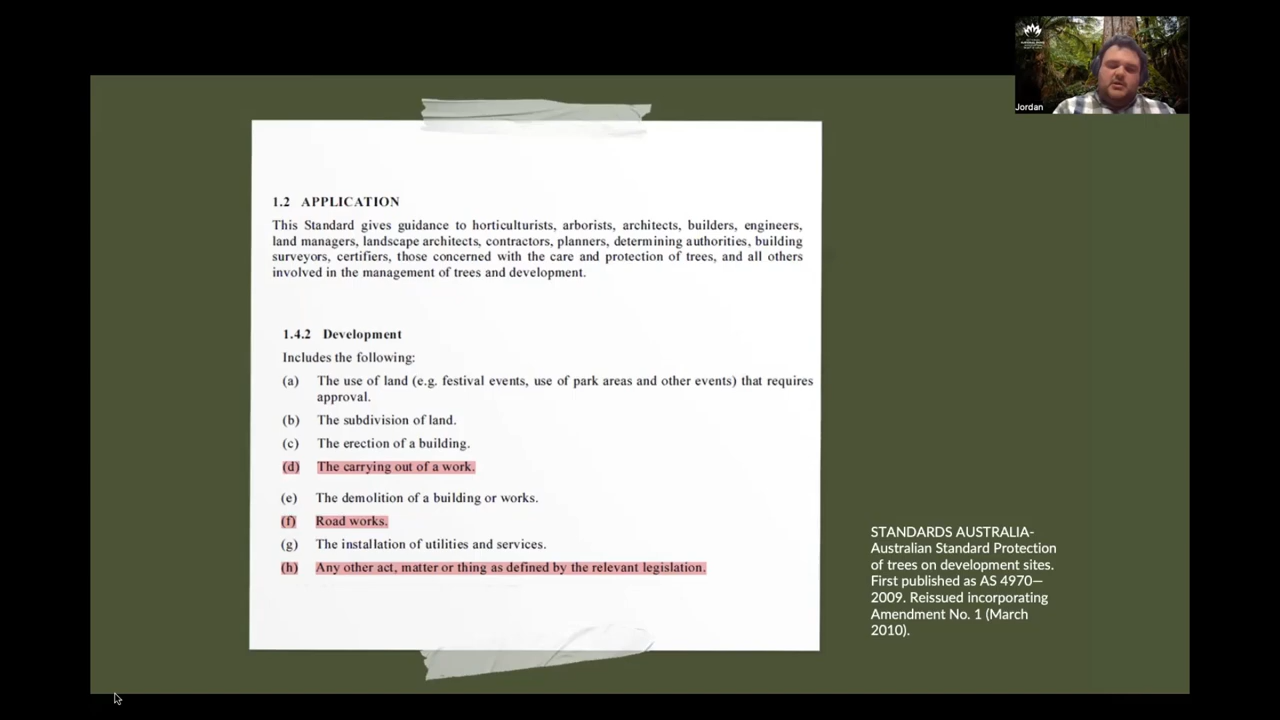 1.2 APPLICATION
This Standard gives guidance to horticulturists, arborists, architects, builders, engineers,
land managers, landscape architects, contractors, planners, determining authorities, building
surveyors, certifiers, those concerned with the care and protection of trees, and all others
involved in the management of trees and development.
1.4.2 Development
Includes the following:
(a) The use of land (e.g. festival events, use of park areas and other events) that requires
approval.
(b) The subdivision of land.
(c) The erection of a building.
(d) The carrying out of a work.
(e) The demolition of a building or works.
(f) Road works.
(g) The installation of utilities and services.
(h) Any other act, matter or thing as defined by the relevant legislation.
STANDARDS AUSTRALIA-
Australian Standard Protection
of trees on development sites.
First published as AS 4970—
2009. Reissued incorporating
Amendment No. 1 (March
2010).
Jordan